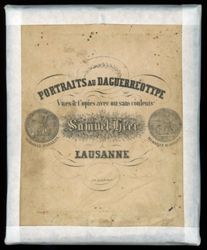 PORTRAITS AU DAGUERRÉOTYPE
Vues & Copies avec ou sans couleurs
Samuel Heer
LAUSANNE